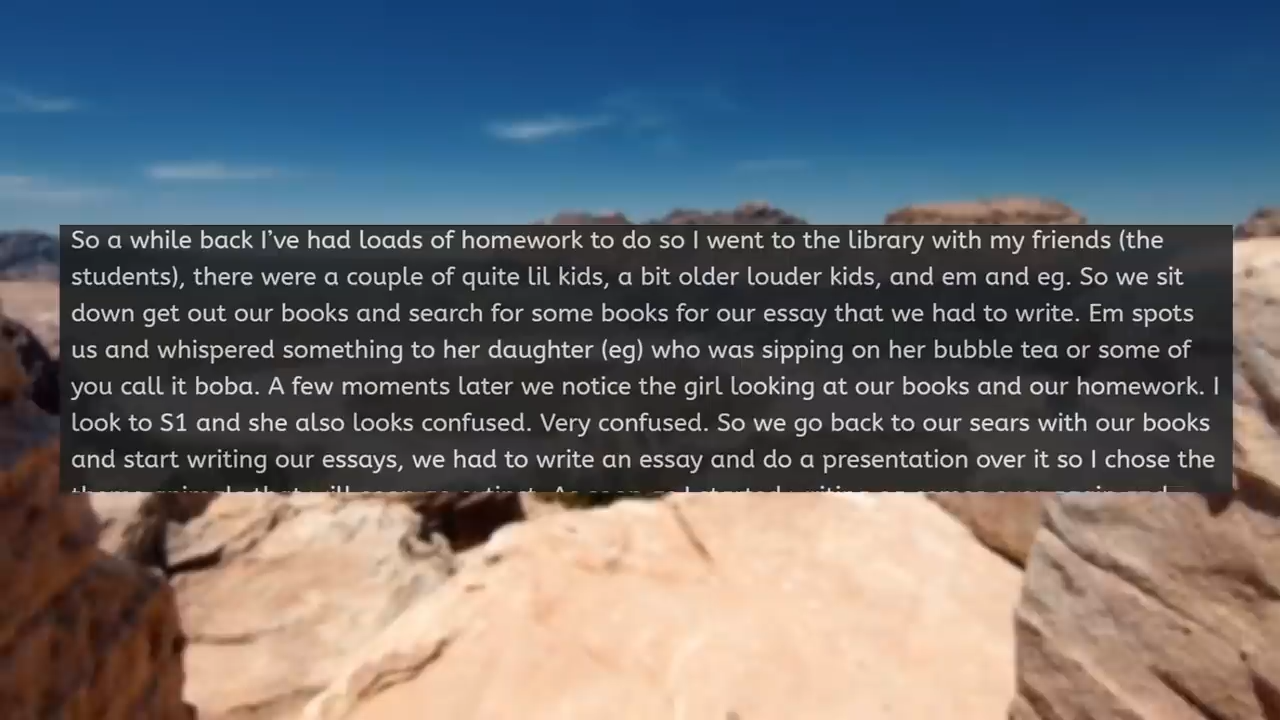 So a while back I’ve had loads of homework to do so I went to the library with my friends (the
students), there were a couple of quite lil kids, a bit older louder kids, and em and eg. So we sit
down get out our books and search for some books for our essay that we had to write. Em spots
us and whispered something to her daughter (eg) who was sipping on her bubble tea or some of
you call it boba. A few moments later we notice the girl looking at our books and our homework. I
look to S1 and she also looks confused. Very confused. So we go back to our sears with our books
and start writing our essays, we had to write an essay and do a presentation over it so I chose the